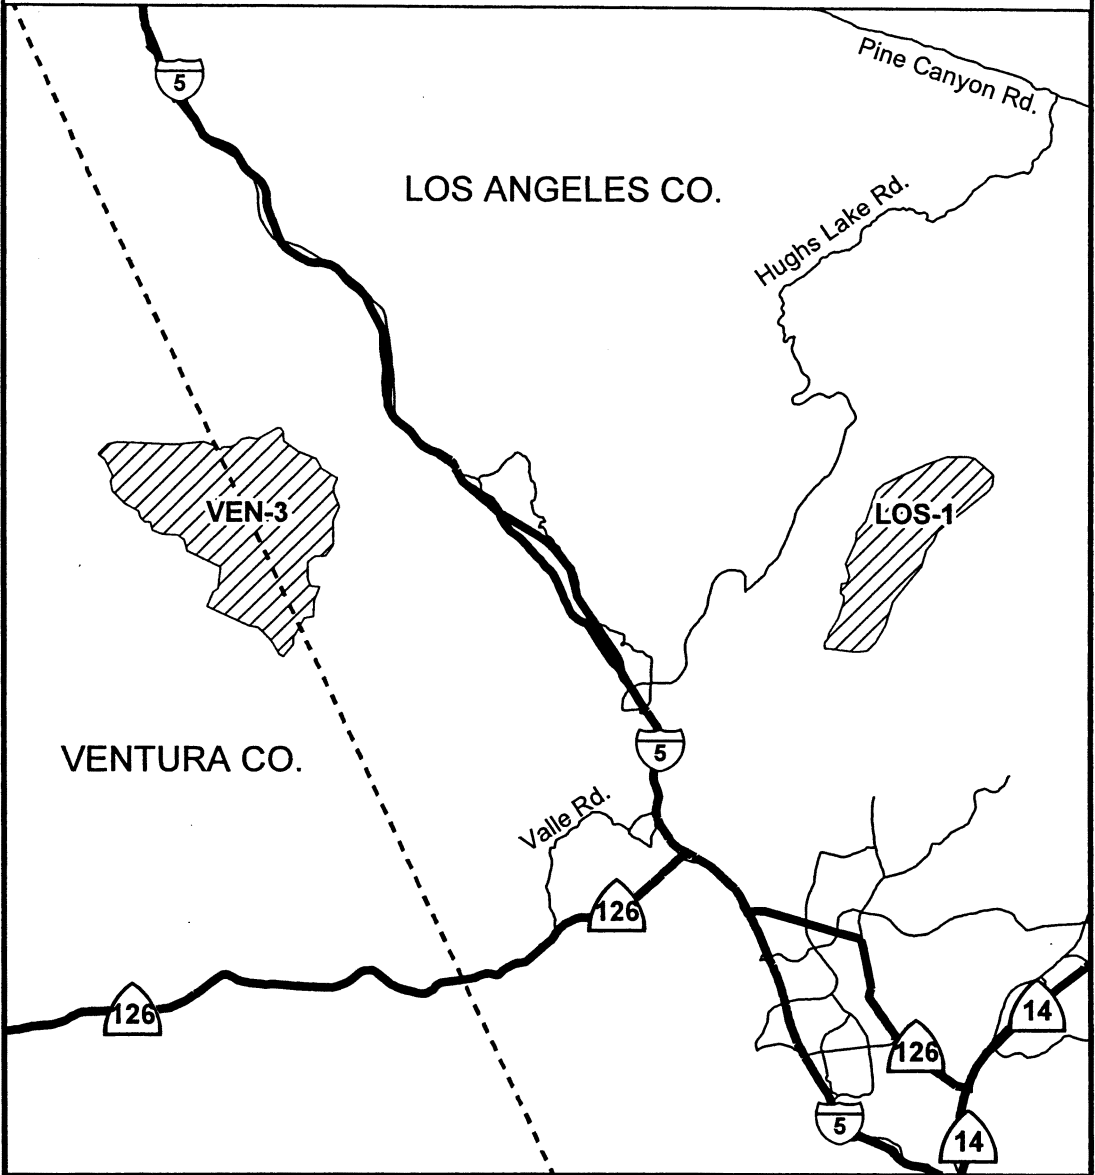 Pine Canyon Rd.
5
LOS ANGELES CO.
Hughs Lake Rd.
VEN-3
LOS-1
5
VENTURA CO.
Valle Rd.
126
126
14
126
5
14